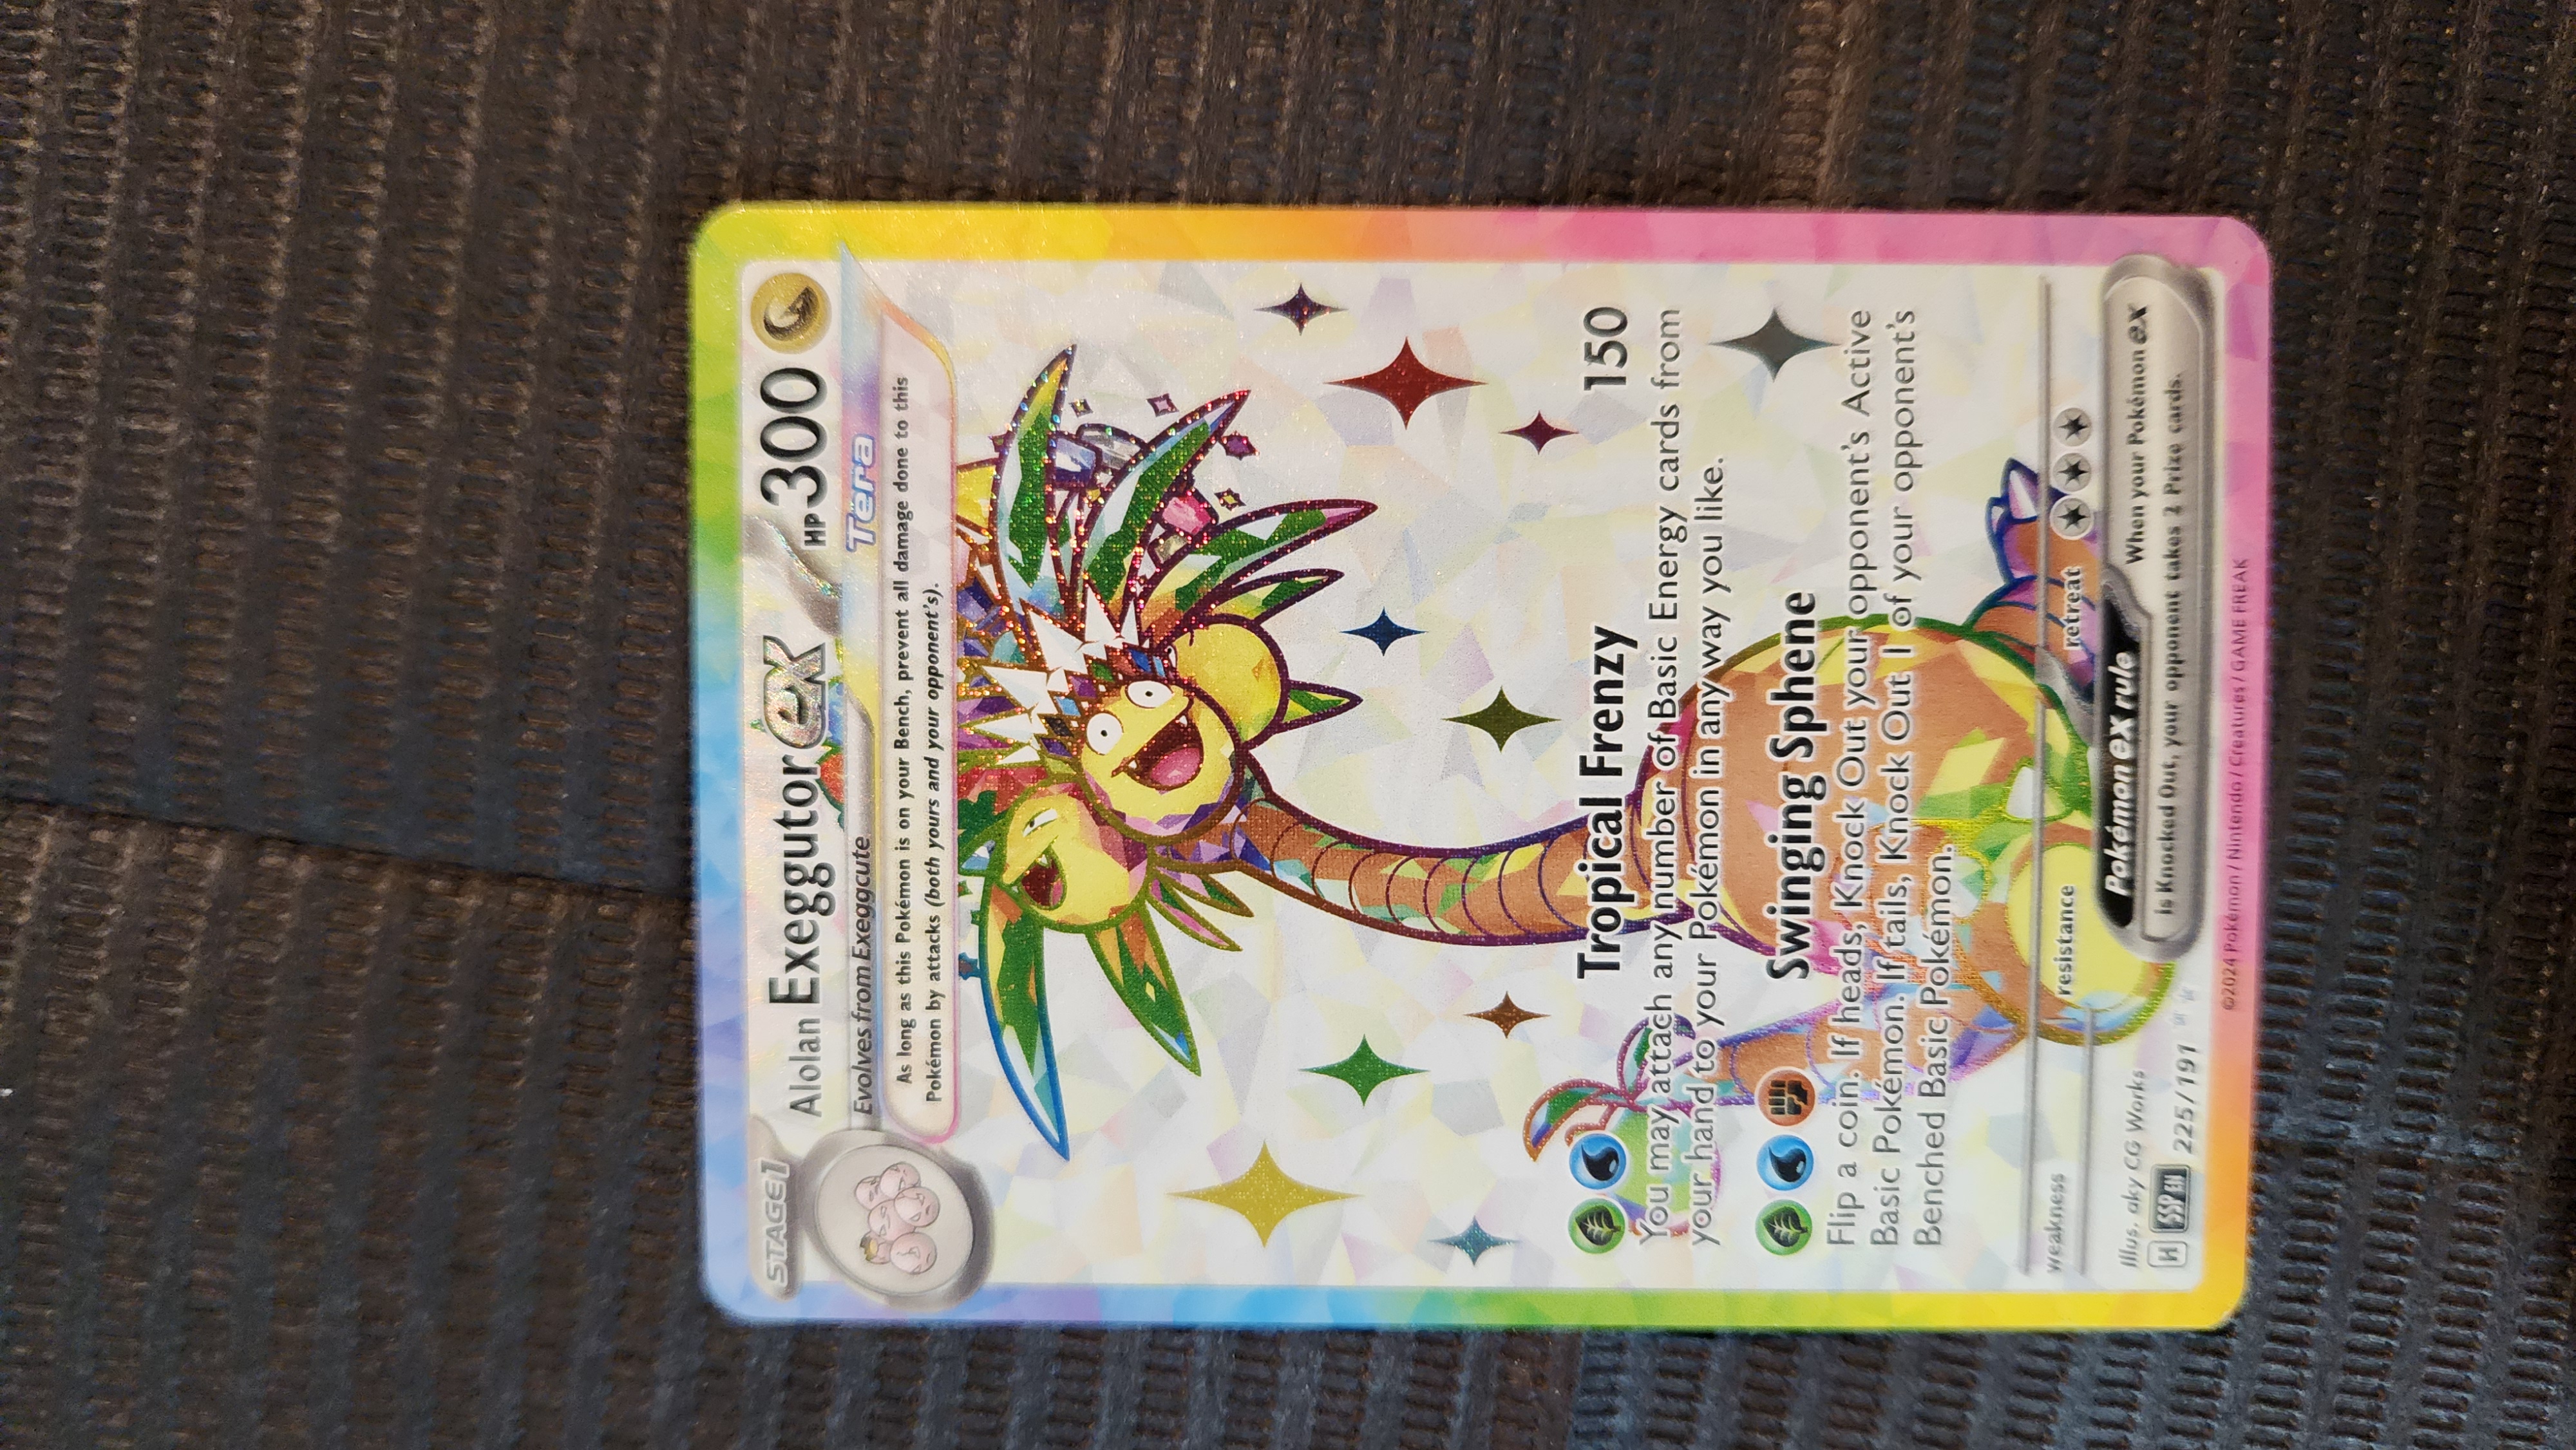 STAGE1
Alolan Exeggutor ex HP 300
Evolves from Exeggcute
Tera
As long as this Pokémon is on your Bench, prevent all damage done to this
Pokémon by attacks (both yours and your opponent's).
Tropical Frenzy 150
You may attach any number of Basic Energy cards from
your hand to your Pokémon in any way you like.
Swinging Sphene
Flip a coin. If heads, Knock Out your opponent's Active
Basic Pokémon. If tails, Knock Out 1 of your opponent's
Benched Basic Pokémon.
weakness resistance retreat
Illus. aky CG Works
H SSP EN 225/191
Pokémon ex rule
When your Pokémon ex
is Knocked Out, your opponent takes 2 Prize cards.
©2024 Pokémon / Nintendo / Creatures / GAME FREAK